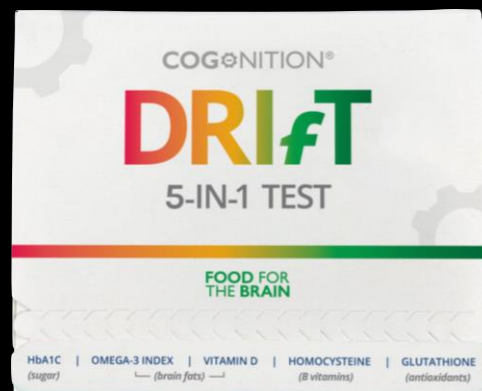 COGNITION®
DRIfT
5-IN-1 TEST
FOOD FOR
THE BRAIN
HbA1C | OMEGA-3 INDEX | VITAMIN D | HOMOCYSTEINE | GLUTATHIONE
(sugar) (brain fats) (B vitamins) (antioxidants)